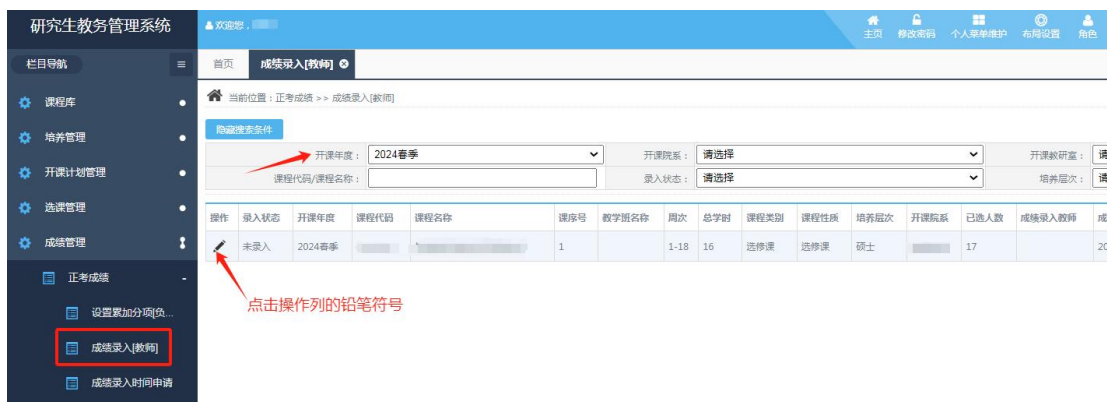 研究生教务管理系统
欢迎您，
主页 修改密码 个人菜单维护 布局设置 角色
栏目导航
首页 成绩录入[教师]
课程库
培养管理
开课计划管理
选课管理
成绩管理
正考成绩
设置累加分项[负...
成绩录入[教师]
成绩录入时间申请
当前位置：正考成绩 >> 成绩录入[教师]
隐藏搜索条件
开课年度： 2024春季 开课院系： 请选择 开课教研室： 请
课程代码/课程名称： 录入状态： 请选择 培养层次： 请
操作 录入状态 开课年度 课程代码 课程名称 课序号 教学班名称 周次 总学时 课程类别 课程性质 培养层次 开课院系 已选人数 成绩录入教师 成
未录入 2024春季 1 1-18 16 选修课 选修课 硕士 17 20
点击操作列的铅笔符号